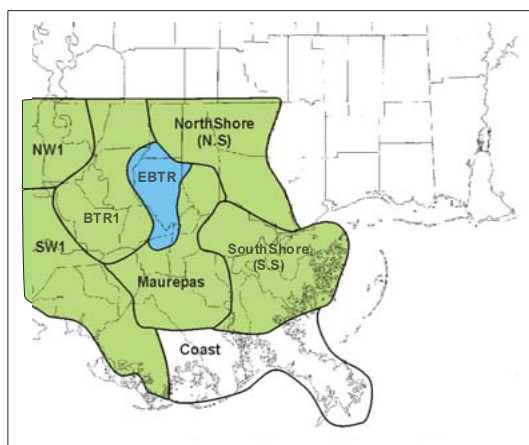 NorthShore
(N.S)
NW1
EBTR
BTR1
SW1
SouthShore
(S.S)
Maurepas
Coast